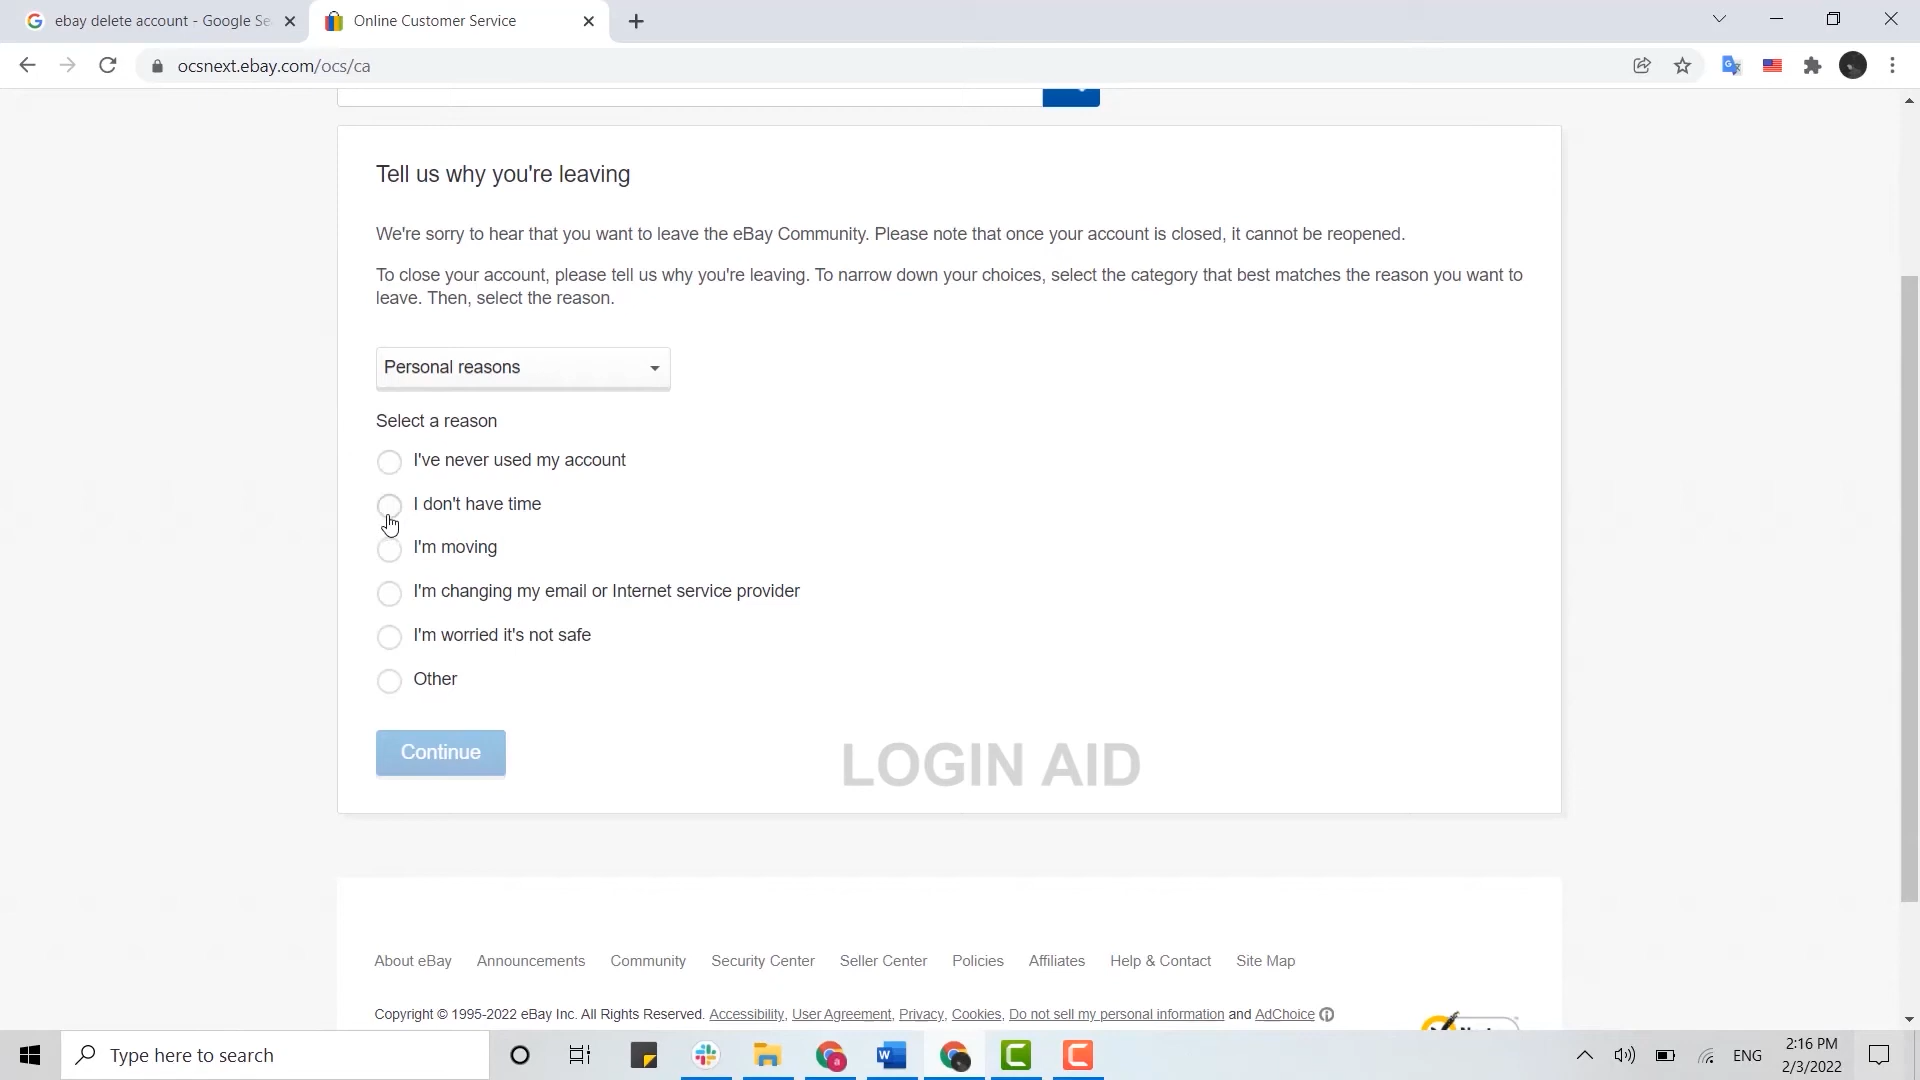 ebay delete account - Google Se
Online Customer Service
ocsnext.ebay.com/ocs/ca
Tell us why you're leaving
We're sorry to hear that you want to leave the eBay Community. Please note that once your account is closed, it cannot be reopened.
To close your account, please tell us why you're leaving. To narrow down your choices, select the category that best matches the reason you want to
leave. Then, select the reason.
Personal reasons
Select a reason
I've never used my account
I don't have time
I'm moving
I'm changing my email or Internet service provider
I'm worried it's not safe
Other
Continue
LOGIN AID
About eBay Announcements Community Security Center Seller Center Policies Affiliates Help & Contact Site Map
Copyright © 1995-2022 eBay Inc. All Rights Reserved. Accessibility, User Agreement, Privacy, Cookies, Do not sell my personal information and AdChoice
Type here to search
ENG
2:16 PM
2/3/2022